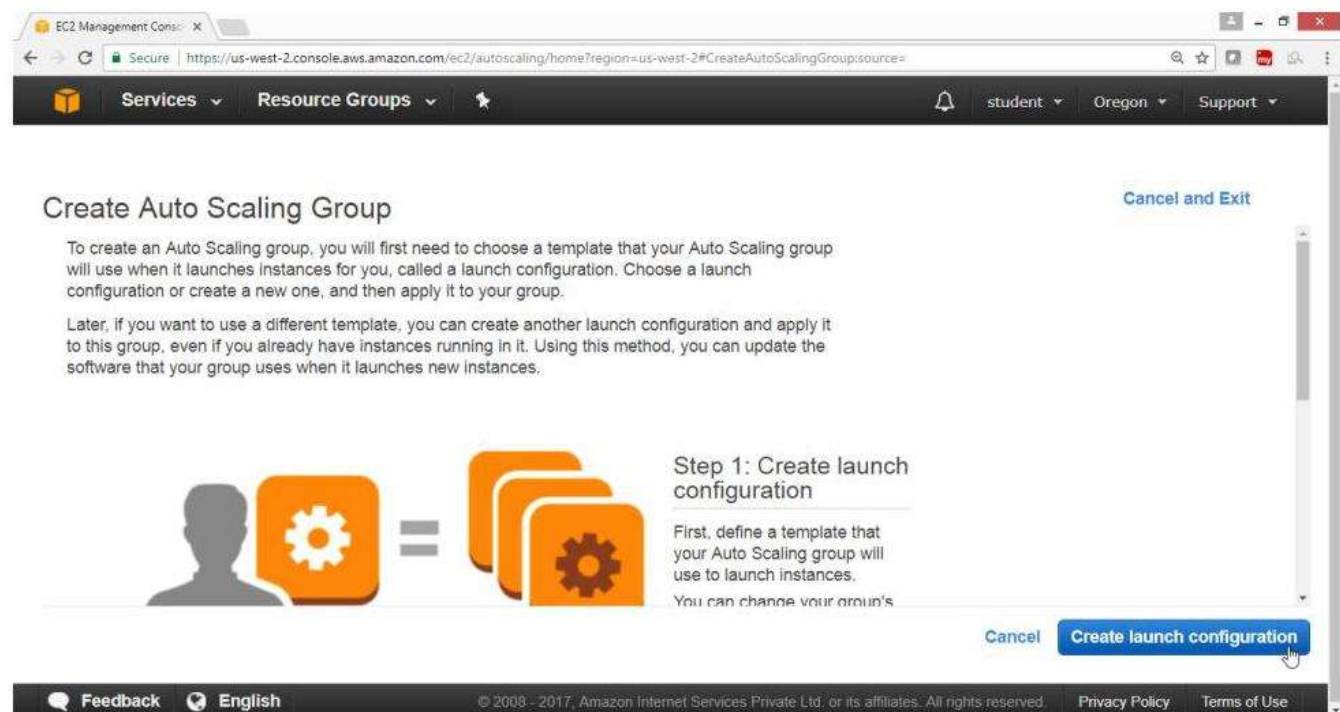 EC2 Management Consc
Secure
https://us-west-2.console.aws.amazon.com/ec2/autoscaling/home?region=us-west-2#CreateAutoScalingGroup:source=
my
Services
Resource Groups
student
Oregon
Support
Create Auto Scaling Group
Cancel and Exit
To create an Auto Scaling group, you will first need to choose a template that your Auto Scaling group
will use when it launches instances for you, called a launch configuration. Choose a launch
configuration or create a new one, and then apply it to your group.
Later, if you want to use a different template, you can create another launch configuration and apply it
to this group, even if you already have instances running in it. Using this method, you can update the
software that your group uses when it launches new instances.
Step 1: Create launch
configuration
First, define a template that
your Auto Scaling group will
use to launch instances.
You can change your group's
Cancel
Create launch configuration
Feedback
English
© 2008 - 2017, Amazon Internet Services Private Ltd. or its affiliates. All rights reserved.
Privacy Policy
Terms of Use